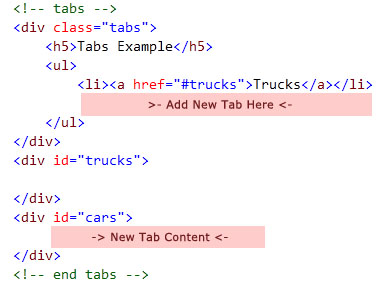 <!-- tabs -->
<div class="tabs">
<h5>Tabs Example</h5>
<ul>
<li><a href="#trucks">Trucks</a></li>
>- Add New Tab Here <-
</ul>
</div>
<div id="trucks">
</div>
<div id="cars">
-> New Tab Content <-
</div>
<!-- end tabs -->